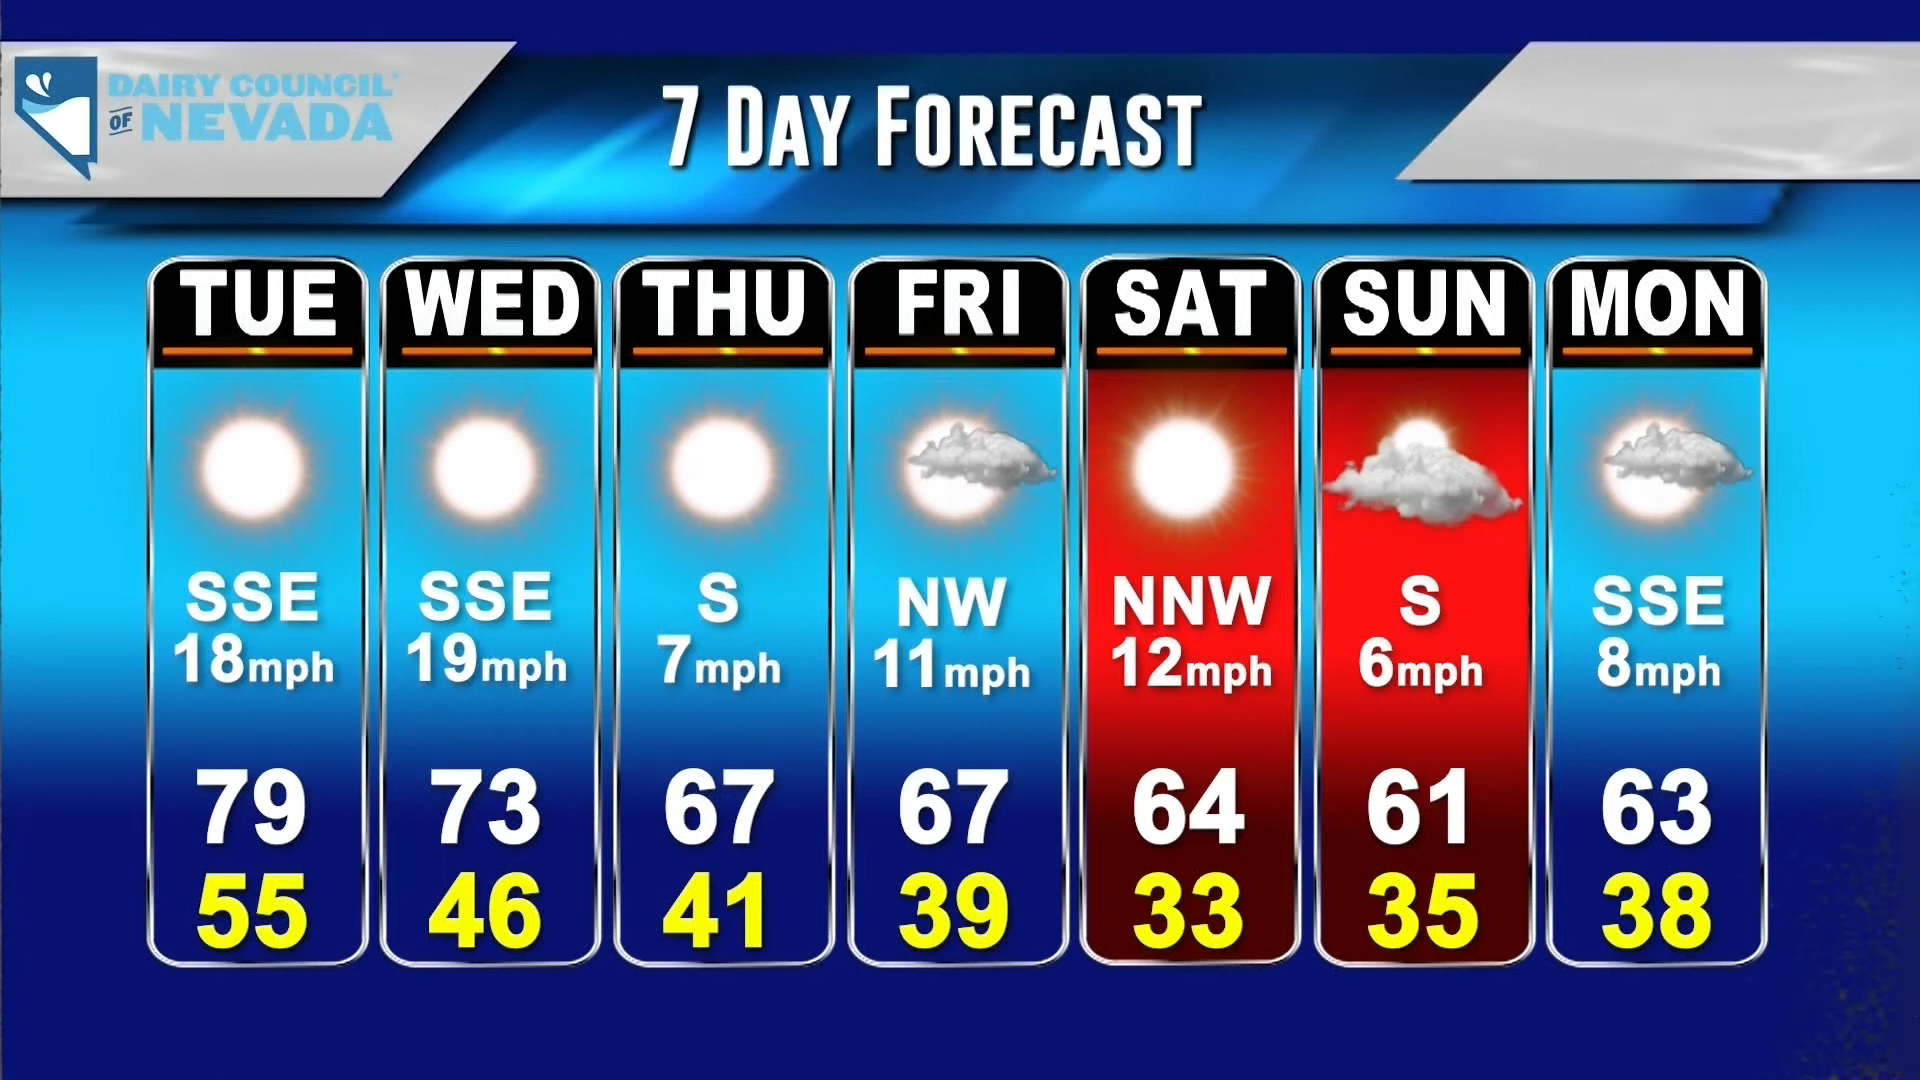 DAIRY COUNCIL
OF NEVADA
7 DAY FORECAST
TUE WED THU FRI SAT SUN MON
SSE SSE S NW NNW S SSE
18mph 19mph 7mph 11mph 12mph 6mph 8mph
79 73 67 67 64 61 63
55 46 41 39 33 35 38